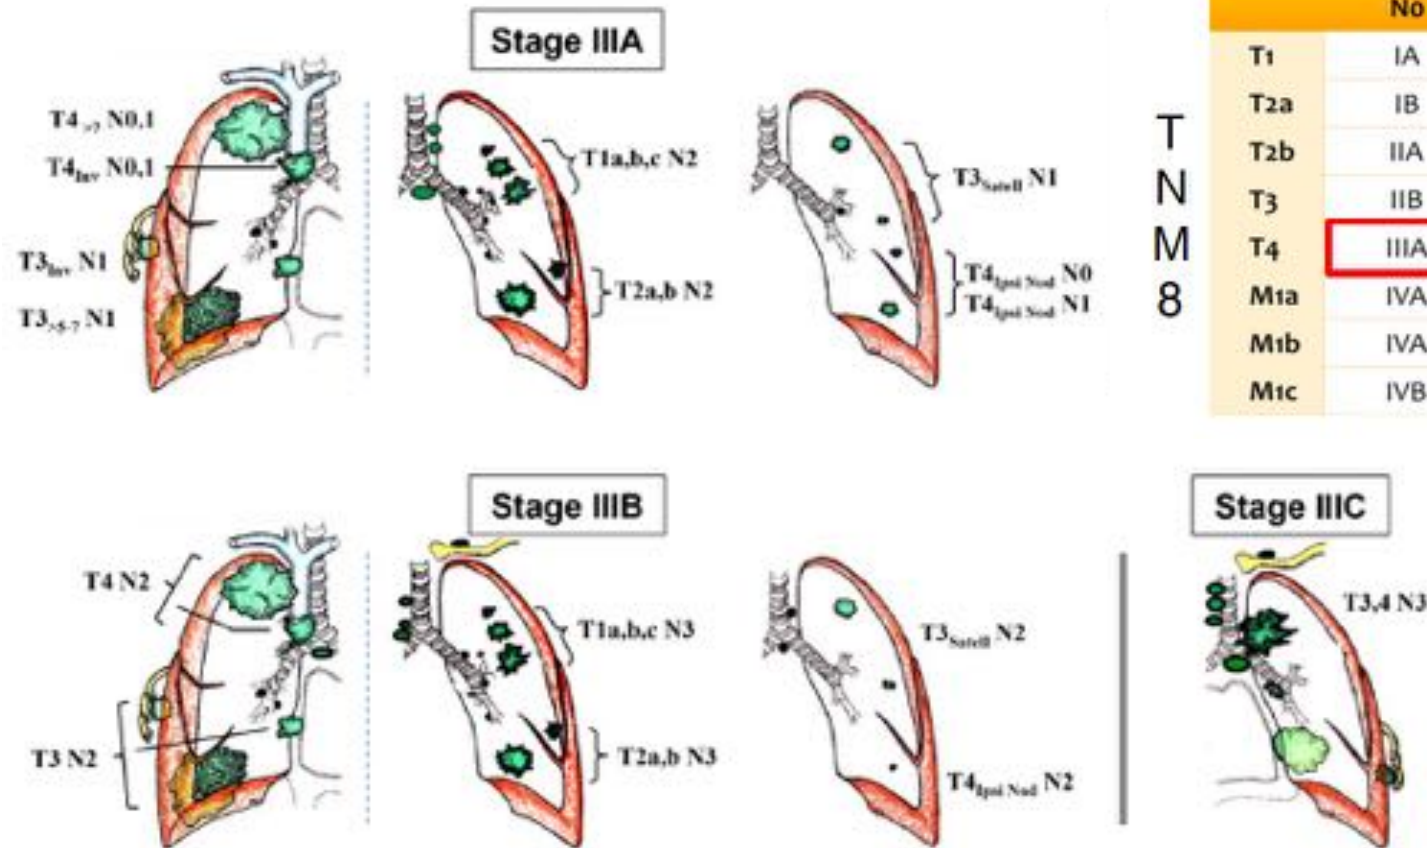 Stage IIIA
T4 >7 N0,1
T4Inv N0,1
T3Inv N1
T3>5-7 N1
T1a,b,c N2
T2a,b N2
T3Satell N1
T4Ipsi Nod N0
T4Ipsi Nod N1
T
N
M
8
N0
T1 IA
T2a IB
T2b IIA
T3 IIB
T4 IIIA
M1a IVA
M1b IVA
M1c IVB
Stage IIIB
T4 N2
T3 N2
T1a,b,c N3
T2a,b N3
T3Satell N2
T4Ipsi Nod N2
Stage IIIC
T3,4 N3